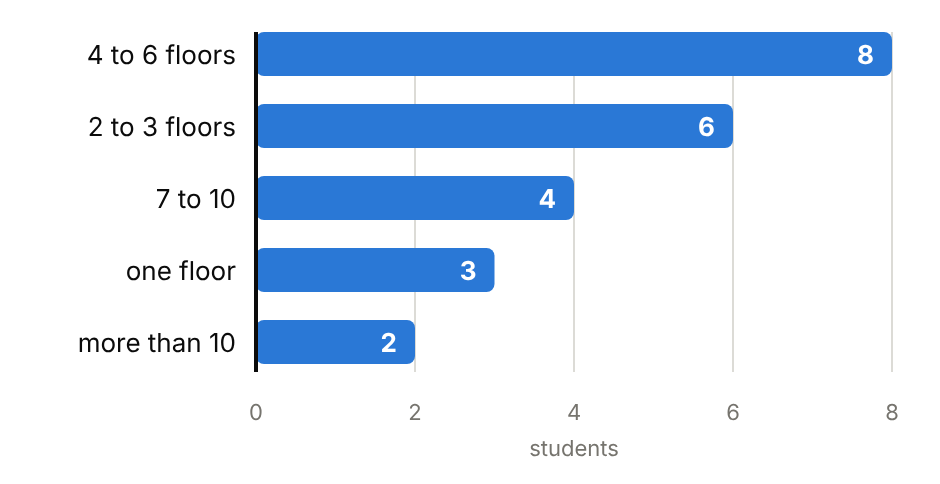 4 to 6 floors 8
2 to 3 floors 6
7 to 10 4
one floor 3
more than 10 2
0 2 4 6 8
students